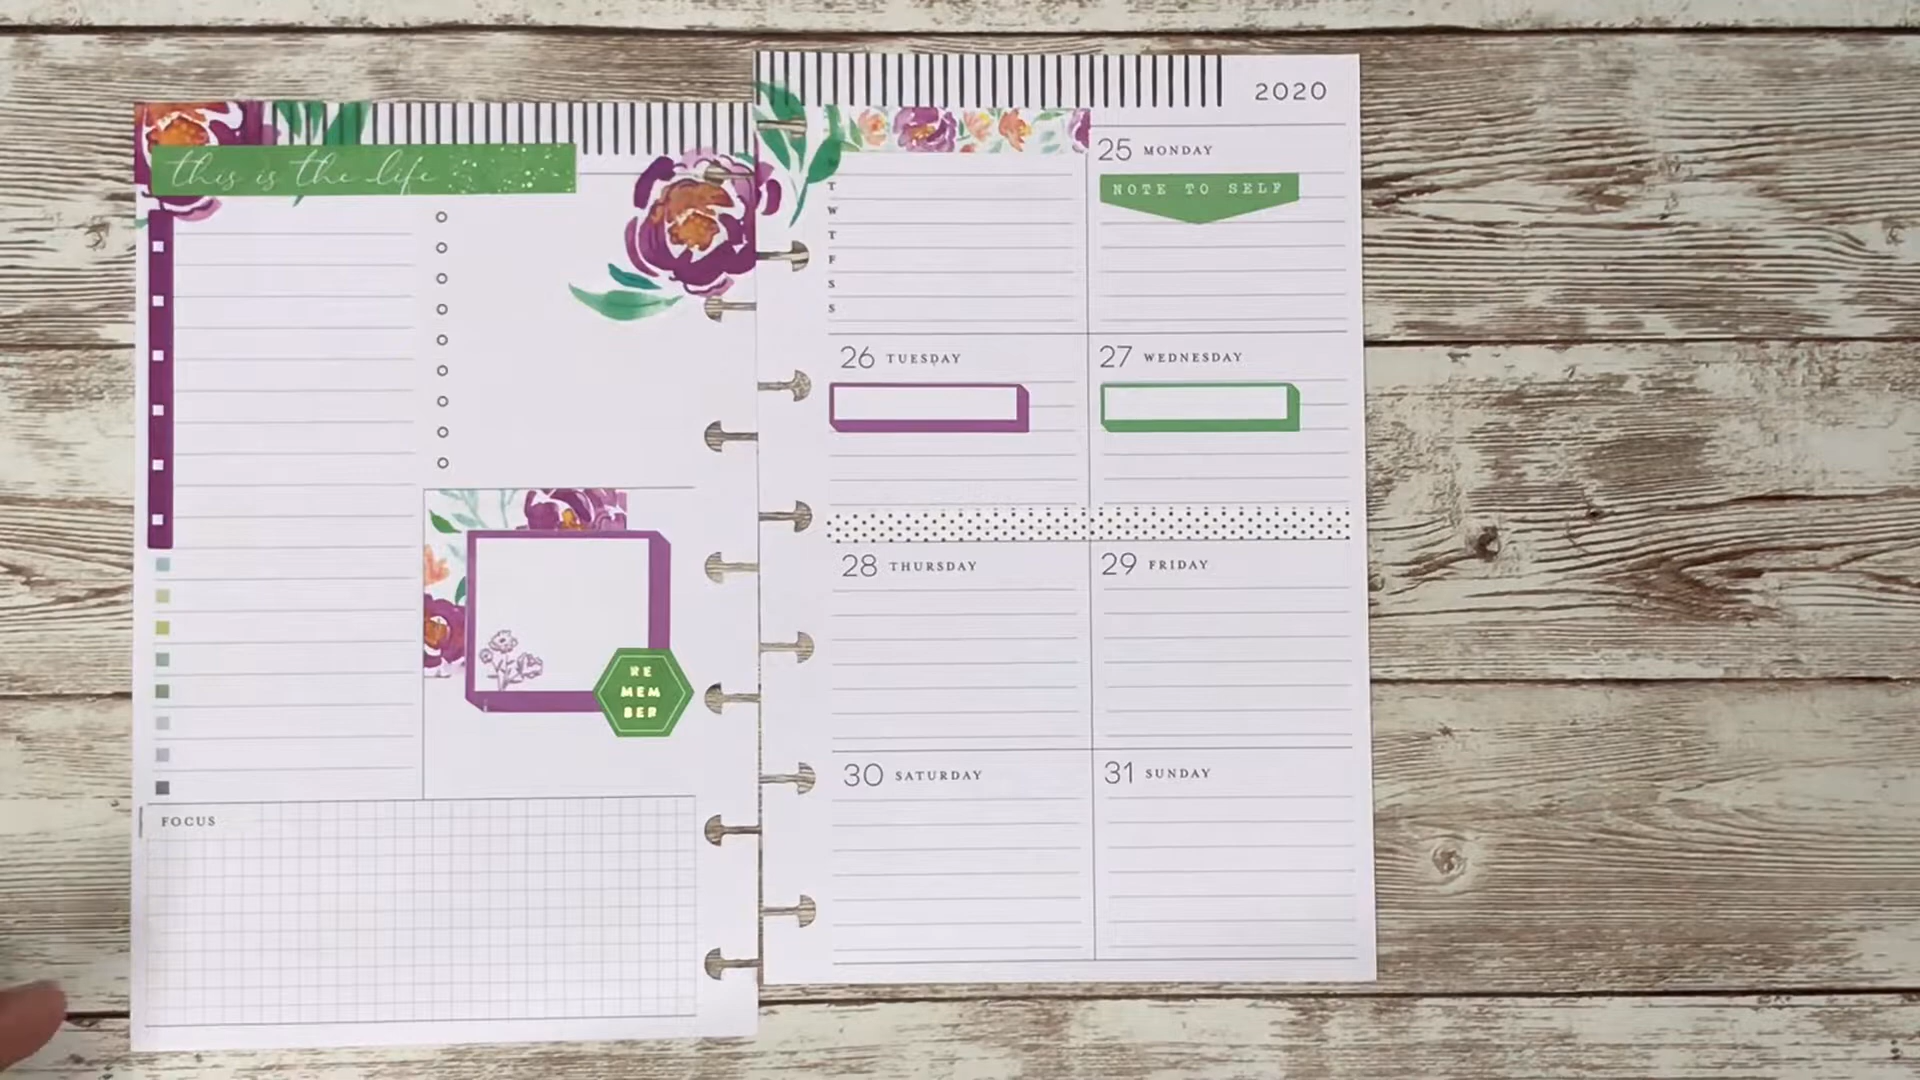 this is the life
RE
MEM
BER
FOCUS
2020
T
W
T
F
S
S
25 MONDAY
NOTE TO SELF
26 TUESDAY
27 WEDNESDAY
28 THURSDAY
29 FRIDAY
30 SATURDAY
31 SUNDAY